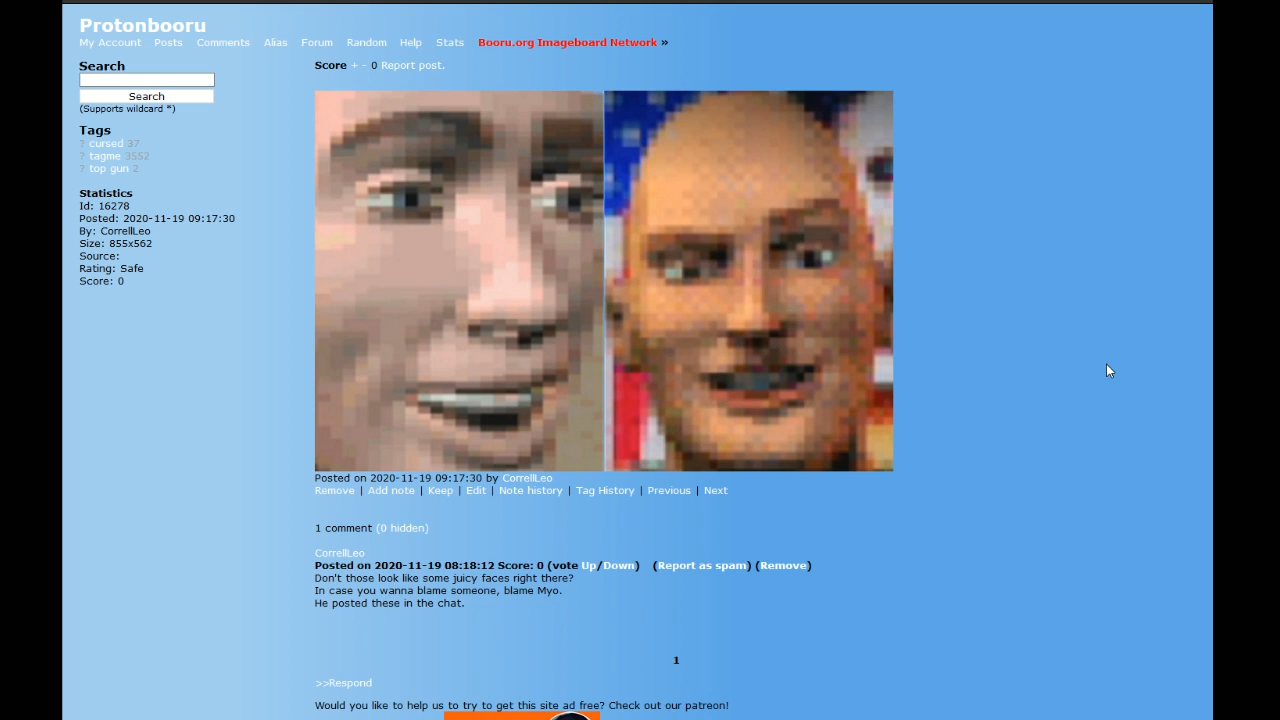 Protonbooru
My Account Posts Comments Alias Forum Random Help Stats Booru.org Imageboard Network »
Search
Search
(Supports wildcard *)
Tags
? cursed 37
? tagme 3552
? top gun 2
Statistics
Id: 16278
Posted: 2020-11-19 09:17:30
By: CorrellLeo
Size: 855x562
Source:
Rating: Safe
Score: 0
Score + - 0 Report post.
Posted on 2020-11-19 09:17:30 by CorrellLeo
Remove | Add note | Keep | Edit | Note history | Tag History | Previous | Next
1 comment (0 hidden)
CorrellLeo
Posted on 2020-11-19 08:18:12 Score: 0 (vote Up/Down) (Report as spam) (Remove)
Don't those look like some juicy faces right there?
In case you wanna blame someone, blame Myo.
He posted these in the chat.
1
>>Respond
Would you like to help us to try to get this site ad free? Check out our patreon!